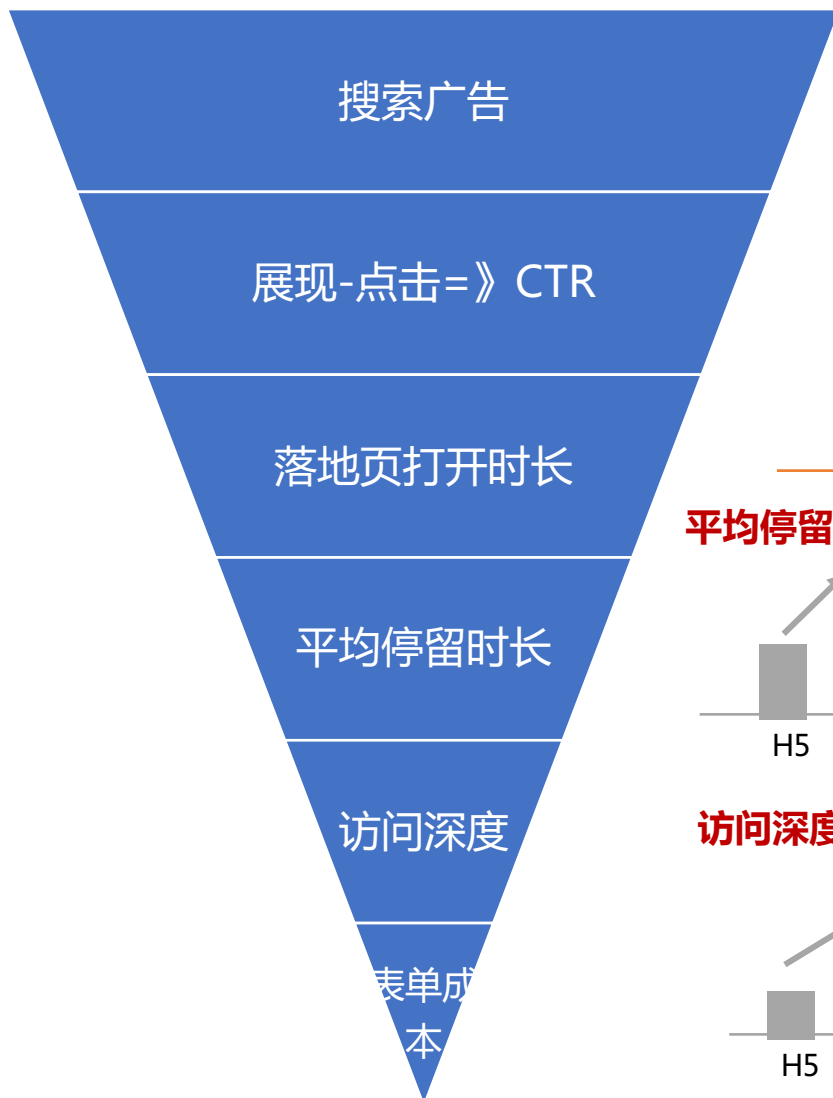 搜索广告
展现-点击=》CTR
落地页打开时长
平均停留时长
访问深度
表单成
本
平均停留
H5
访问深度
H5